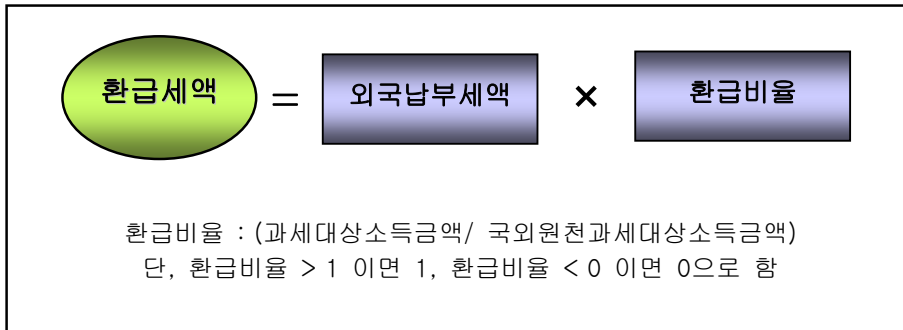 환급세액 = 외국납부세액 × 환급비율
환급비율 : (과세대상소득금액/ 국외원천과세대상소득금액)
단, 환급비율 > 1 이면 1, 환급비율 < 0 이면 0으로 함